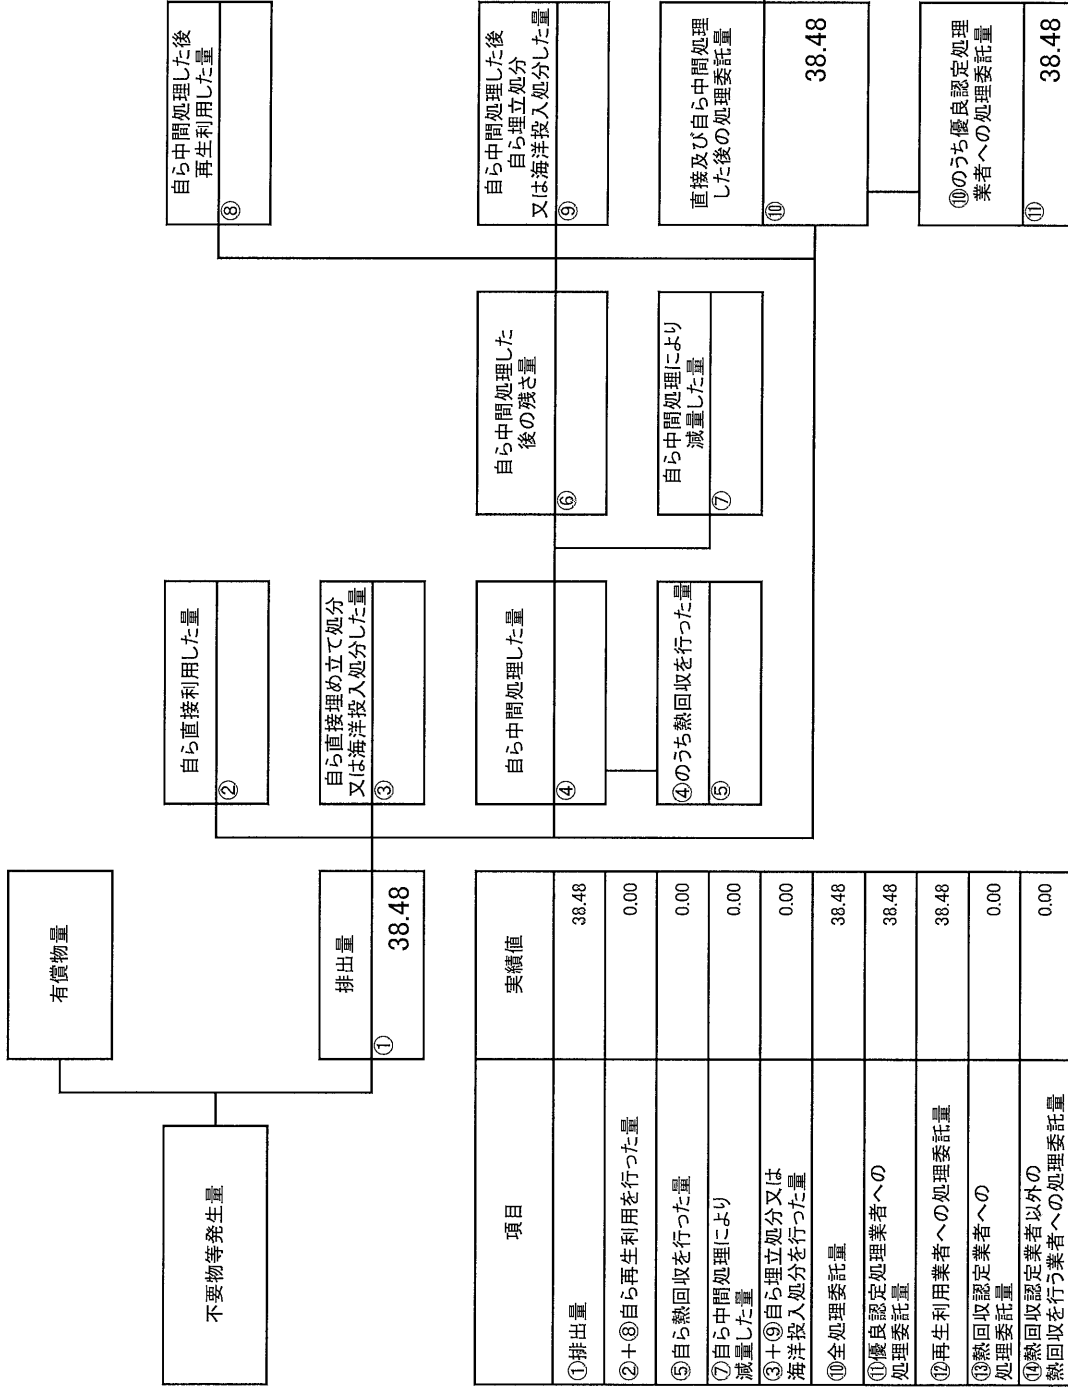 不要物等発生量
有償物量
排出量
①
38.48
自ら直接利用した量
②
自ら直接埋め立て処分
又は海洋投入処分した量
③
自ら中間処理した量
④
④のうち熱回収を行った量
⑤
自ら中間処理した
後の残さ量
⑥
自ら中間処理により
減量した量
⑦
自ら中間処理した後
再生利用した量
⑧
自ら中間処理した後
自ら埋立処分
又は海洋投入処分した量
⑨
直接及び自ら中間処理
した後の処理委託量
⑩
38.48
⑩のうち優良認定処理
業者への処理委託量
⑪
38.48
項目 実績値
①排出量 38.48
②＋⑧自ら再生利用を行った量 0.00
⑤自ら熱回収を行った量 0.00
⑦自ら中間処理により
減量した量 0.00
③＋⑨自ら埋立処分又は
海洋投入処分を行った量 0.00
⑩全処理委託量 38.48
⑪優良認定処理業者への
処理委託量 38.48
⑫再生利用業者への処理委託量 38.48
⑬熱回収認定業者への
処理委託量 0.00
⑭熱回収認定業者以外の
熱回収を行う業者への処理委託量 0.00